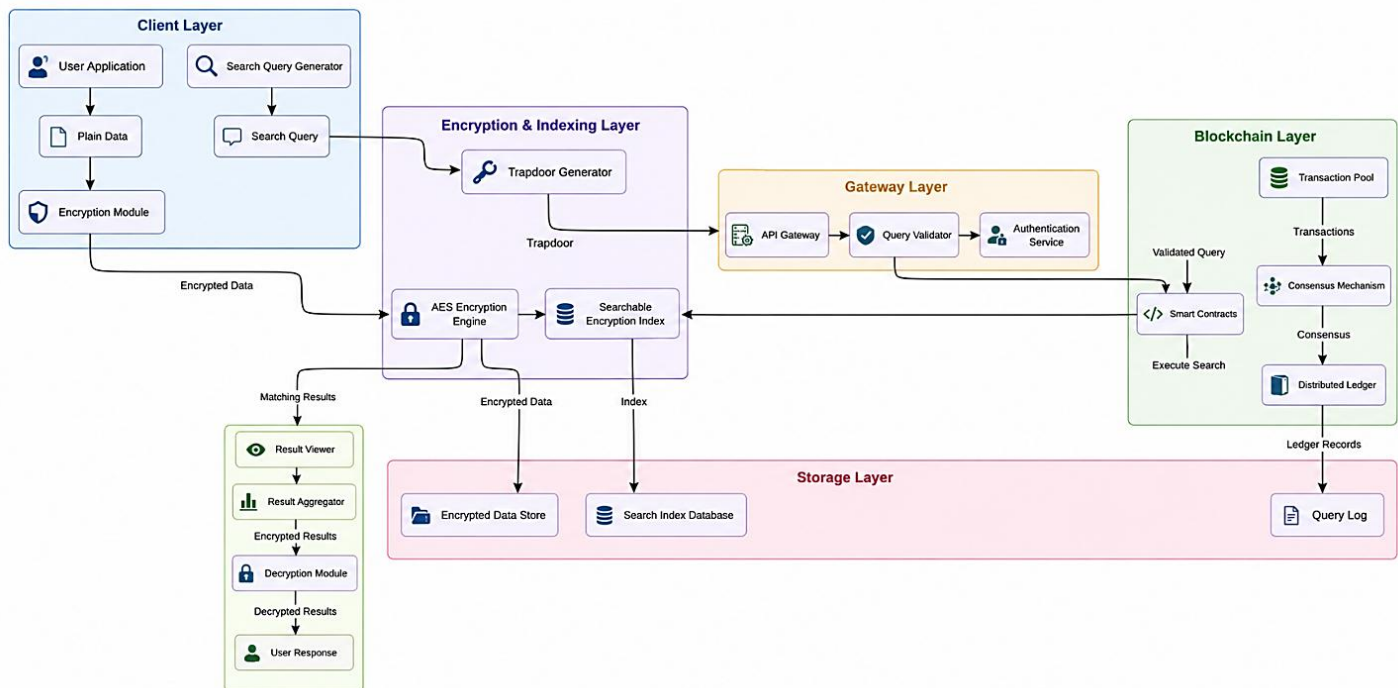 Client Layer
User Application
Search Query Generator
Plain Data
Search Query
Encryption Module
Encrypted Data
Encryption & Indexing Layer
Trapdoor Generator
Trapdoor
AES Encryption
Engine
Searchable
Encryption Index
Matching Results
Encrypted Data
Index
Gateway Layer
API Gateway
Query Validator
Authentication
Service
Blockchain Layer
Transaction Pool
Transactions
Validated Query
Consensus Mechanism
Smart Contracts
Consensus
Execute Search
Distributed Ledger
Ledger Records
Result Viewer
Result Aggregator
Encrypted Results
Decryption Module
Decrypted Results
User Response
Storage Layer
Encrypted Data Store
Search Index Database
Query Log